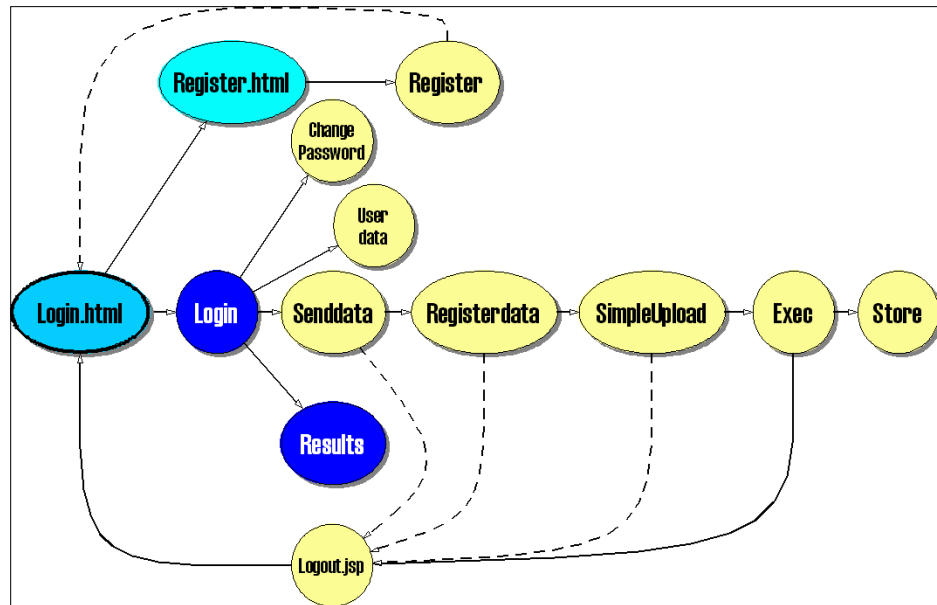 Register.html
Register
Change
Password
User
data
Login.html
Login
Senddata
Registerdata
SimpleUpload
Exec
Store
Results
Logout.jsp